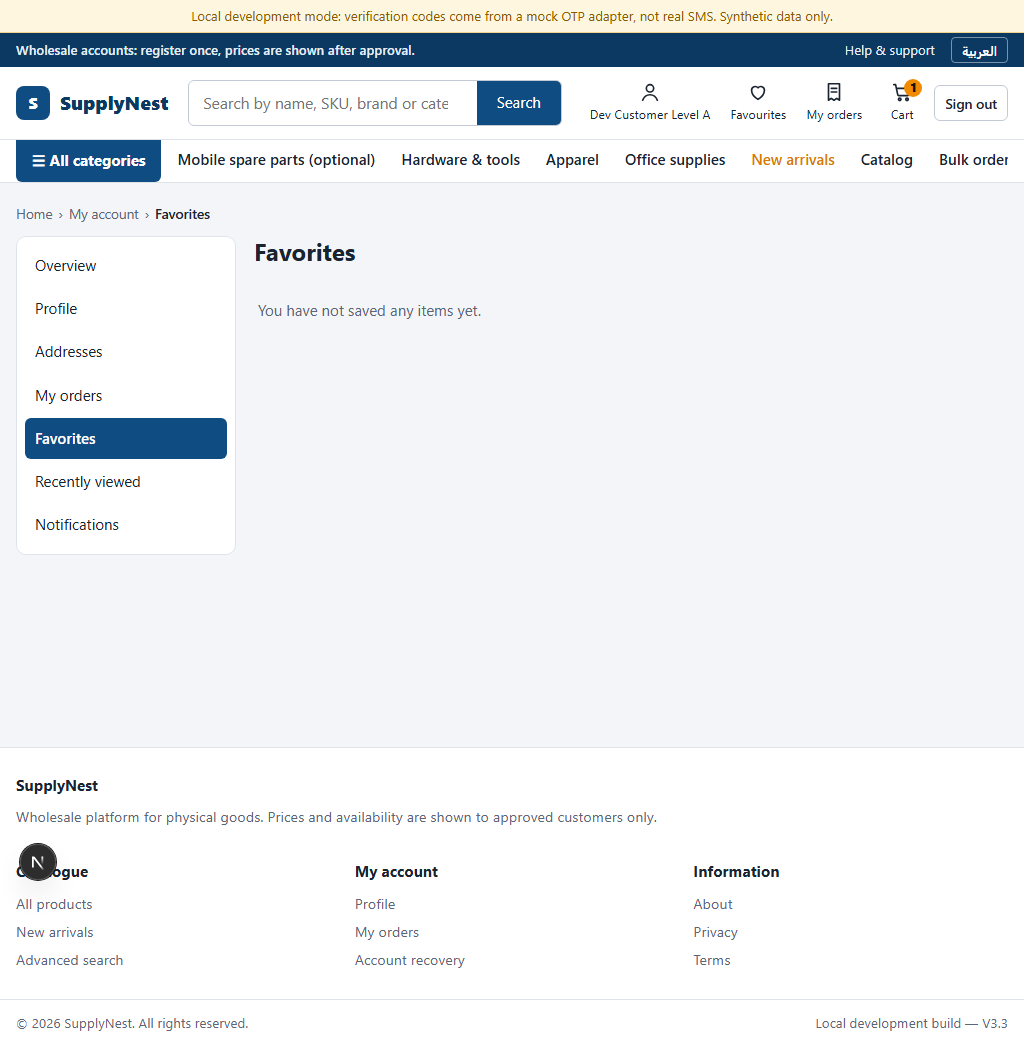 Local development mode: verification codes come from a mock OTP adapter, not real SMS. Synthetic data only.
Wholesale accounts: register once, prices are shown after approval.
Help & support
العربية
S
SupplyNest
Search by name, SKU, brand or cate
Search
Dev Customer Level A
Favourites
My orders
1
Cart
Sign out
☰ All categories
Mobile spare parts (optional)
Hardware & tools
Apparel
Office supplies
New arrivals
Catalog
Bulk order
Home › My account › Favorites
Overview
Profile
Addresses
My orders
Favorites
Recently viewed
Notifications
Favorites
You have not saved any items yet.
SupplyNest
Wholesale platform for physical goods. Prices and availability are shown to approved customers only.
N
All products
New arrivals
Advanced search
My account
Profile
My orders
Account recovery
Information
About
Privacy
Terms
© 2026 SupplyNest. All rights reserved.
Local development build — V3.3